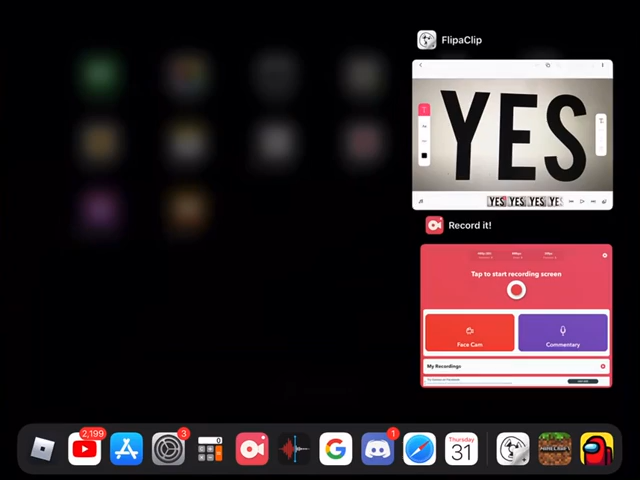 FlipaClip
YES
YES YES YES YE
Record it!
Tap to start recording screen
Face Cam
Commentary
My Recordings
2,199
3
1
Thursday
31